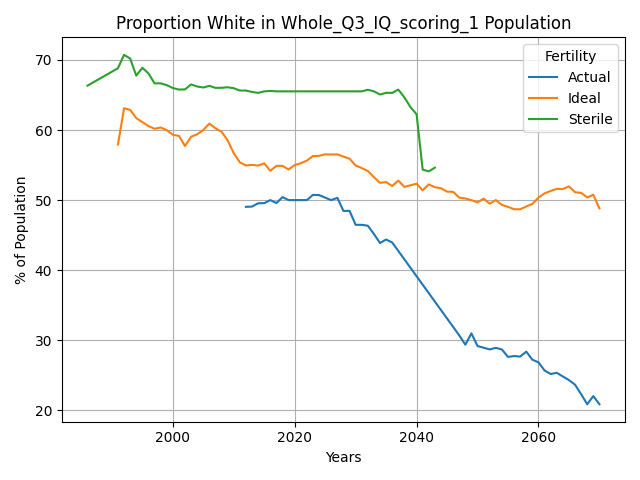 Proportion White in Whole_Q3_IQ_scoring_1 Population
Fertility
Actual
Ideal
Sterile
% of Population
70
60
50
40
30
20
2000
2020
2040
2060
Years